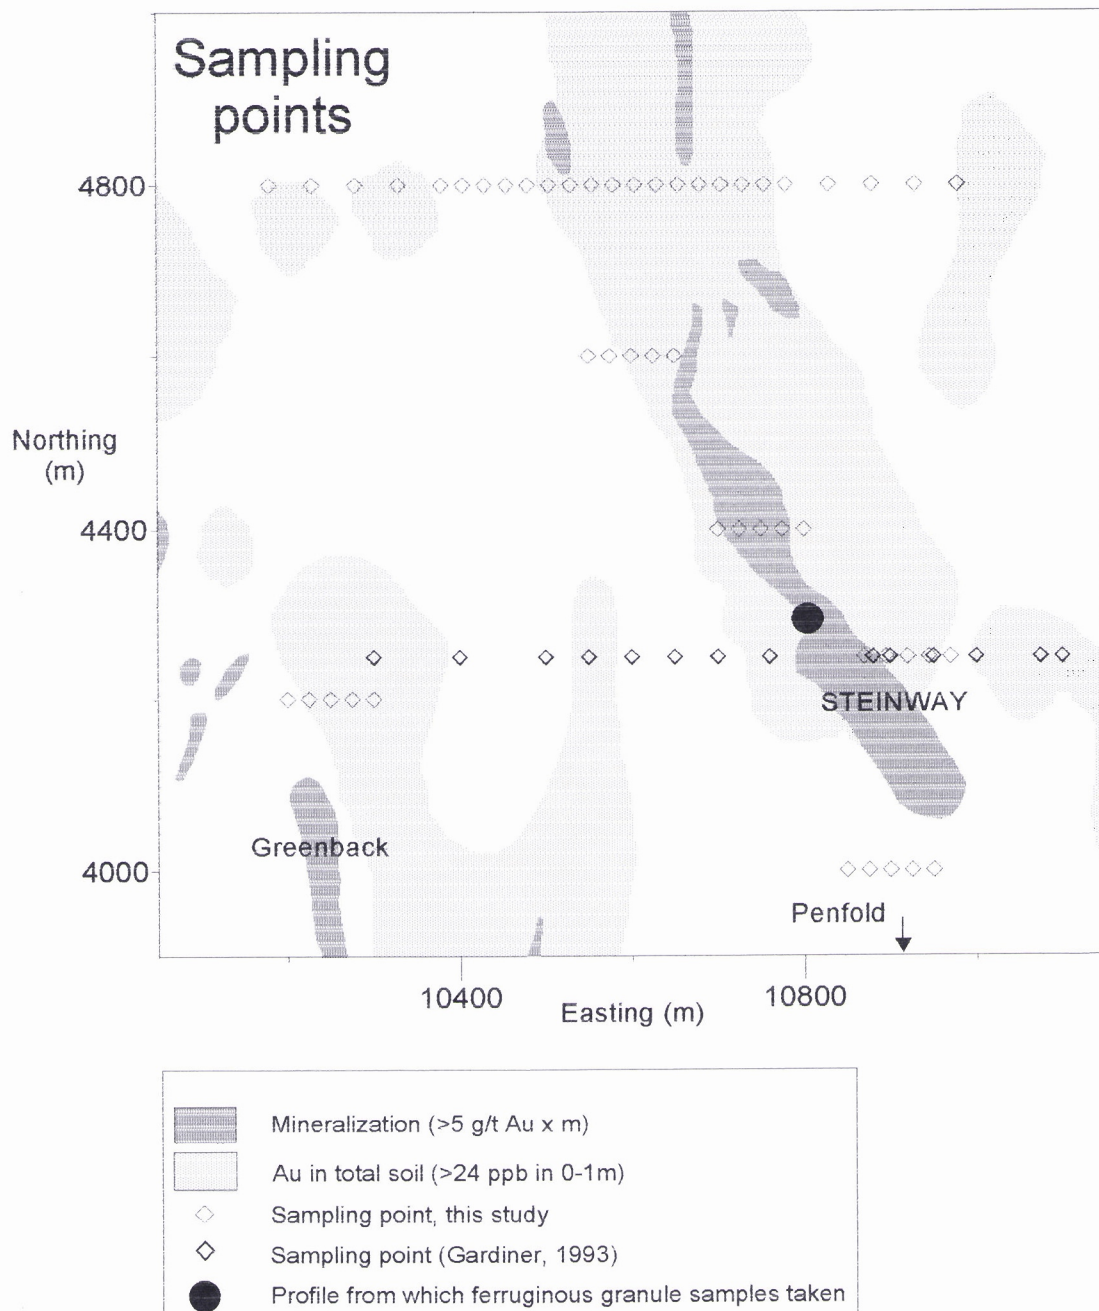 Sampling
points
4800
Northing
(m)
4400
STEINWAY
Greenback
4000
Penfold
10400
10800
Easting (m)
Mineralization (>5 g/t Au x m)
Au in total soil (>24 ppb in 0-1m)
Sampling point, this study
Sampling point (Gardiner, 1993)
Profile from which ferruginous granule samples taken